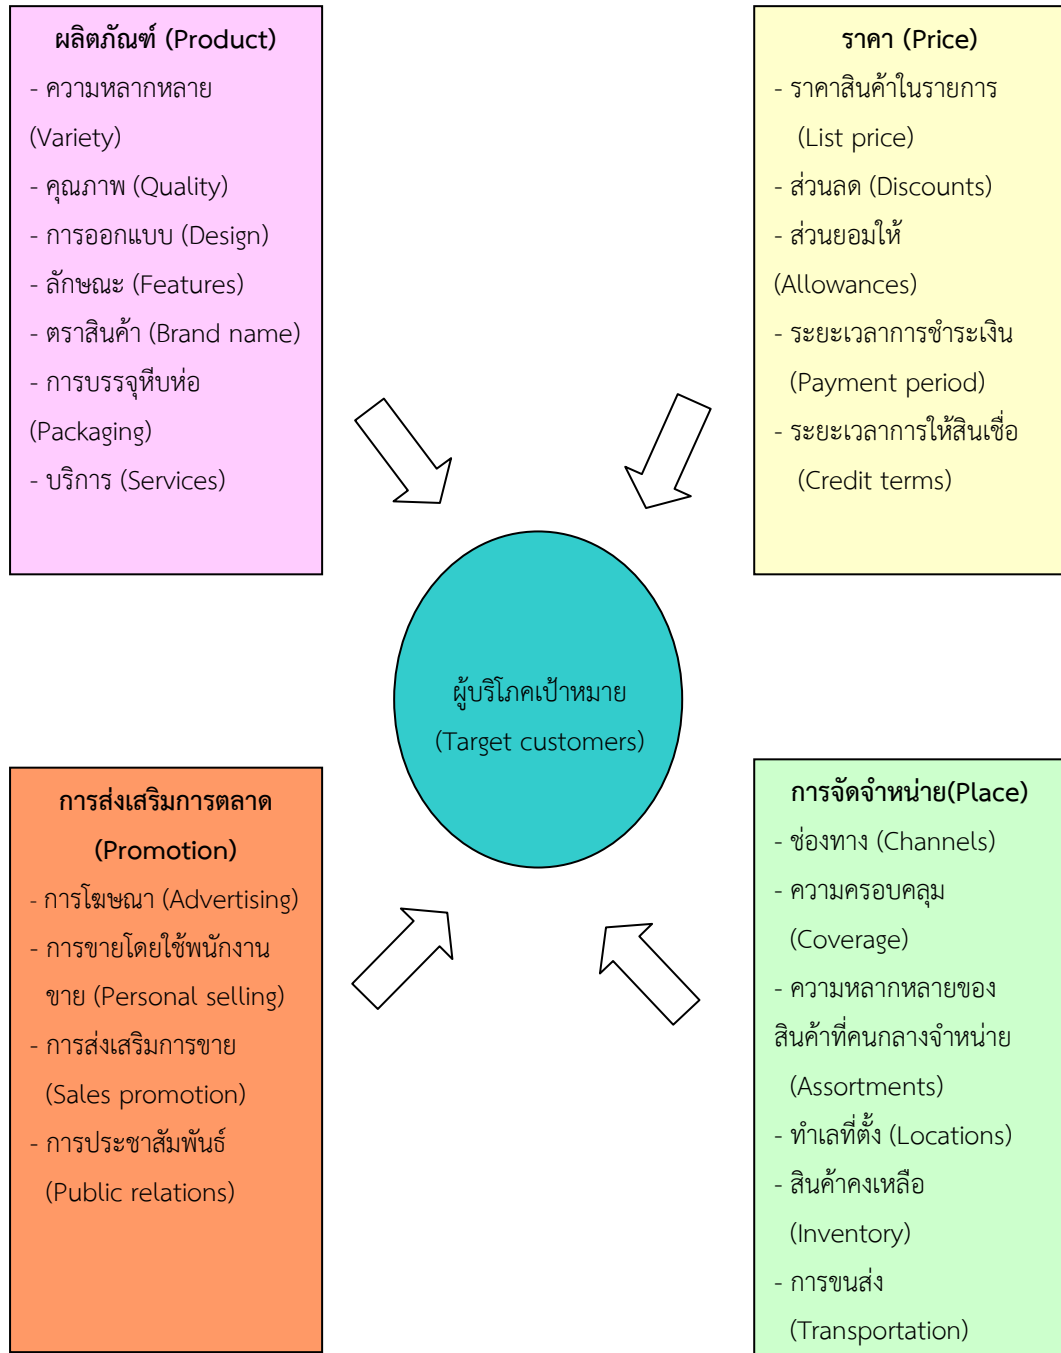 ผลิตภัณฑ์ (Product)
- ความหลากหลาย
(Variety)
- คุณภาพ (Quality)
- การออกแบบ (Design)
- ลักษณะ (Features)
- ตราสินค้า (Brand name)
- การบรรจุหีบห่อ
(Packaging)
- บริการ (Services)
ราคา (Price)
- ราคาสินค้าในรายการ
(List price)
- ส่วนลด (Discounts)
- ส่วนยอมให้
(Allowances)
- ระยะเวลาการชำระเงิน
(Payment period)
- ระยะเวลาการให้สินเชื่อ
(Credit terms)
ผู้บริโภคเป้าหมาย
(Target customers)
การส่งเสริมการตลาด
(Promotion)
- การโฆษณา (Advertising)
- การขายโดยใช้พนักงาน
ขาย (Personal selling)
- การส่งเสริมการขาย
(Sales promotion)
- การประชาสัมพันธ์
(Public relations)
การจัดจำหน่าย(Place)
- ช่องทาง (Channels)
- ความครอบคลุม
(Coverage)
- ความหลากหลายของ
สินค้าที่คนกลางจำหน่าย
(Assortments)
- ทำเลที่ตั้ง (Locations)
- สินค้าคงเหลือ
(Inventory)
- การขนส่ง
(Transportation)